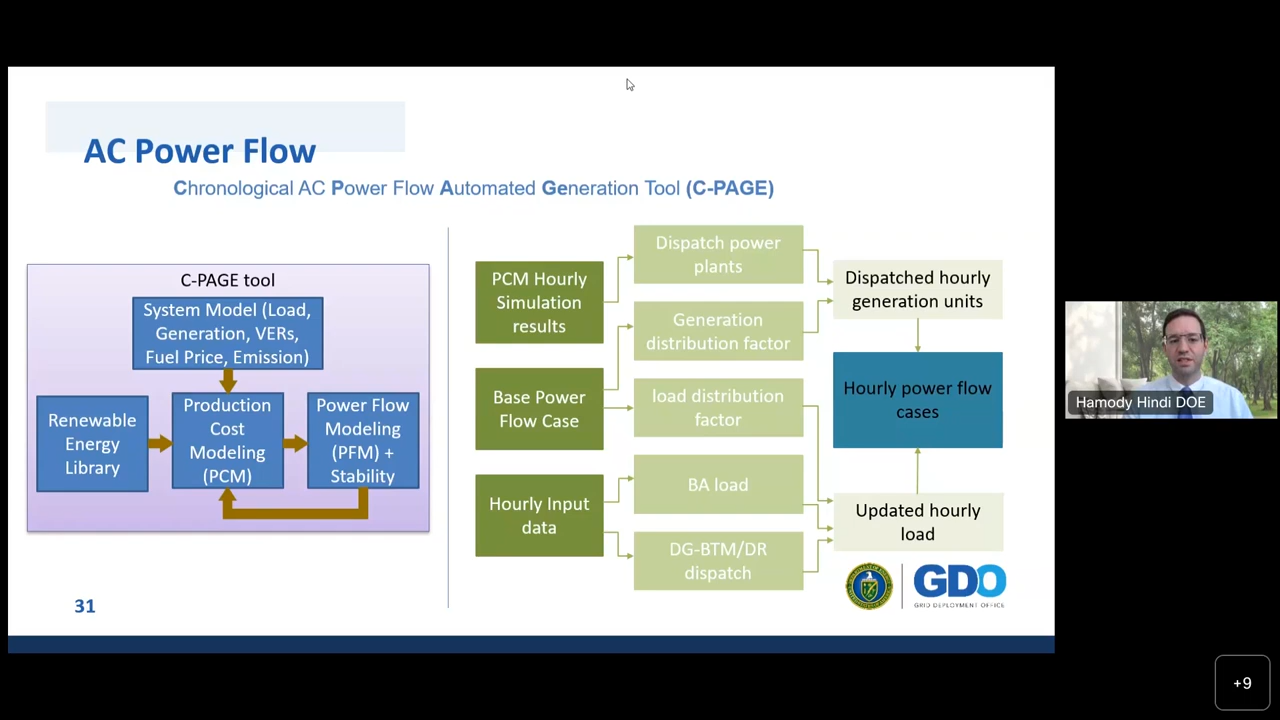 AC Power Flow
Chronological AC Power Flow Automated Generation Tool (C-PAGE)
C-PAGE tool
System Model (Load,
Generation, VERs,
Fuel Price, Emission)
Renewable
Energy
Library
Production
Cost
Modeling
(PCM)
Power Flow
Modeling
(PFM) +
Stability
PCM Hourly
Simulation
results
Base Power
Flow Case
Hourly Input
data
Dispatch power
plants
Generation
distribution factor
load distribution
factor
BA load
DG-BTM/DR
dispatch
Dispatched hourly
generation units
Hourly power flow
cases
Updated hourly
load
GDO
GRID DEPLOYMENT OFFICE
31
Hamody Hindi DOE
+9